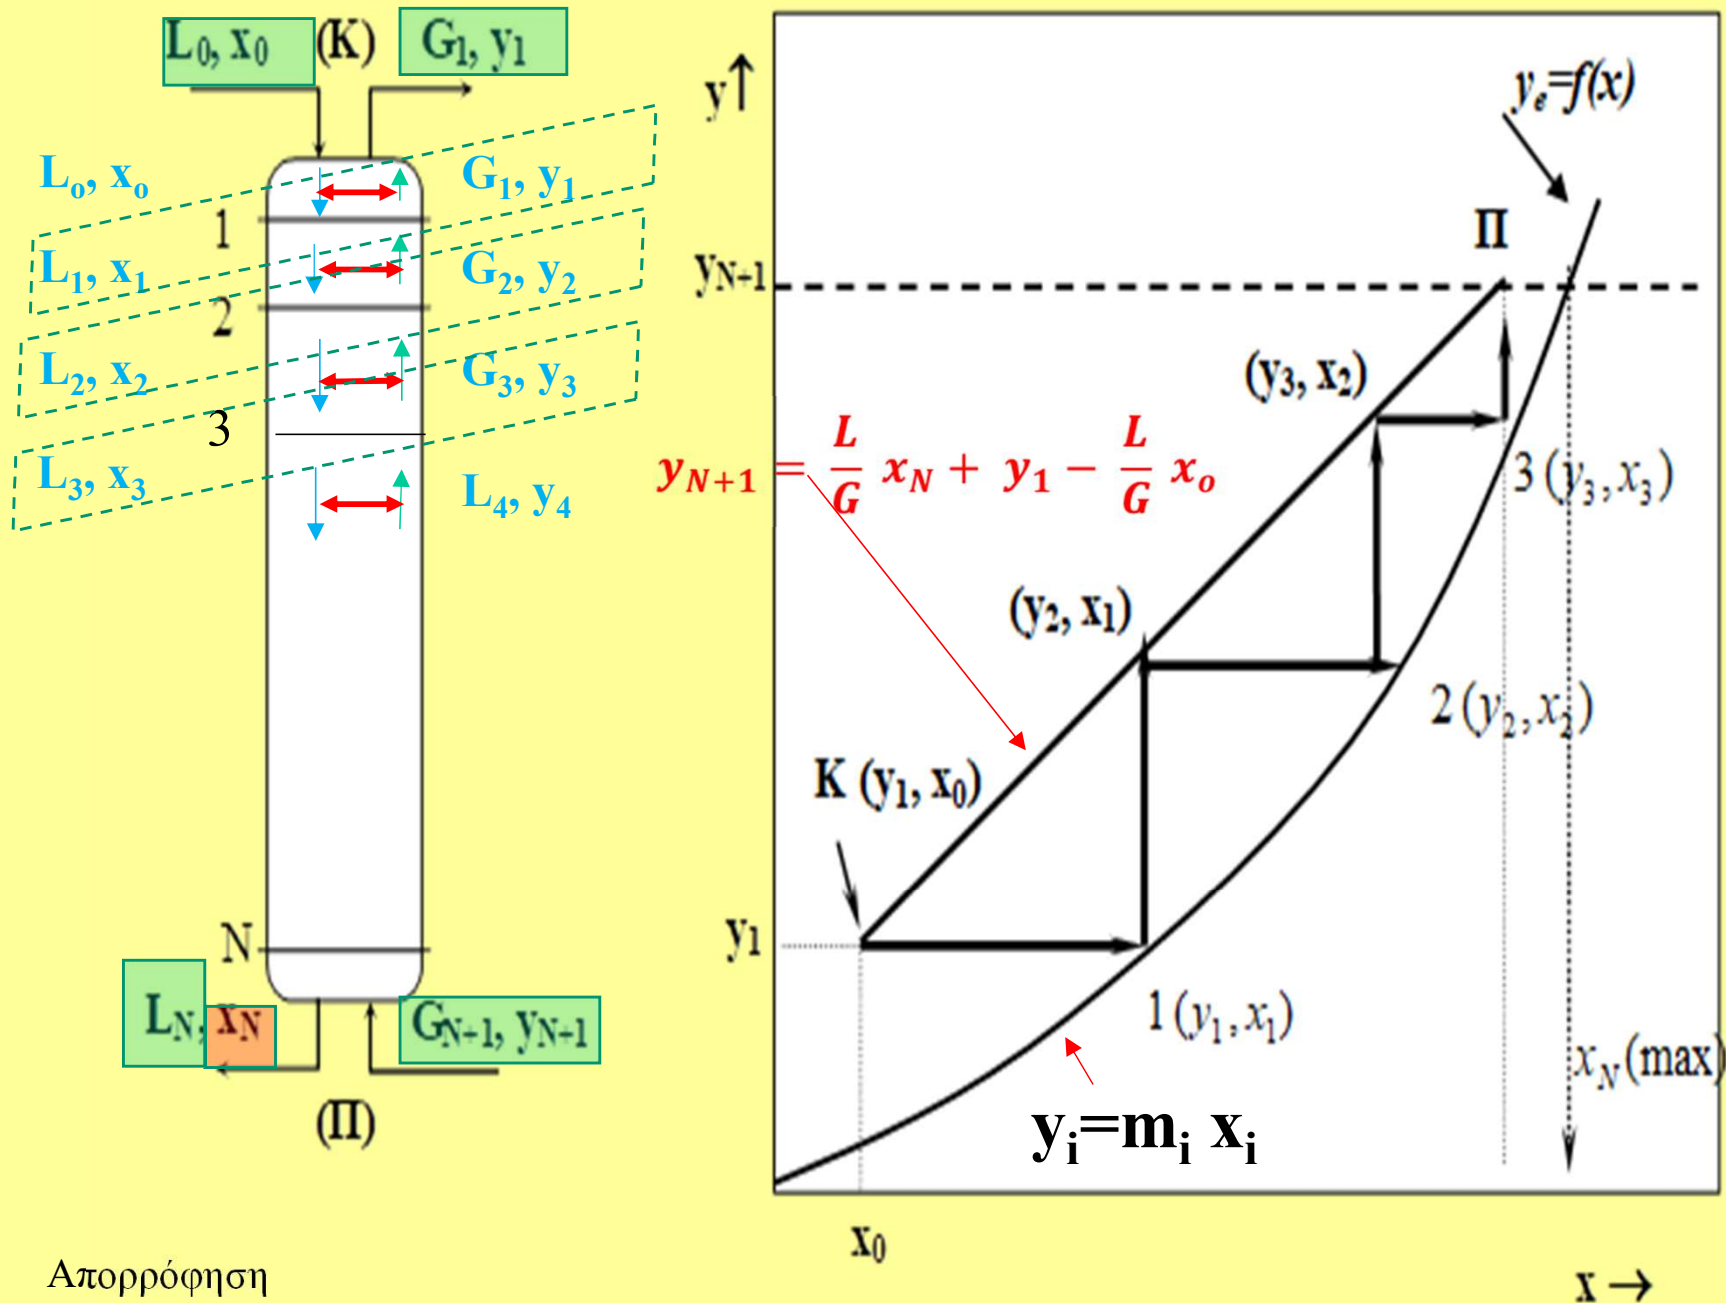 L0, x0 (K) G1, y1
Lo, xo G1, y1
1
L1, x1 G2, y2
2
L2, x2 G3, y3
3
L3, x3 L4, y4
N
LN, xN GN+1, yN+1
(Π)
y↑
ye=f(x)
Π
yN+1
(y3, x2)
yN+1 = L/G xN + y1 − L/G xo
3 (y3, x3)
(y2, x1)
2 (y2, x2)
K (y1, x0)
y1
1 (y1, x1)
xN (max)
yi=mi xi
x0
x →
Απορρόφηση